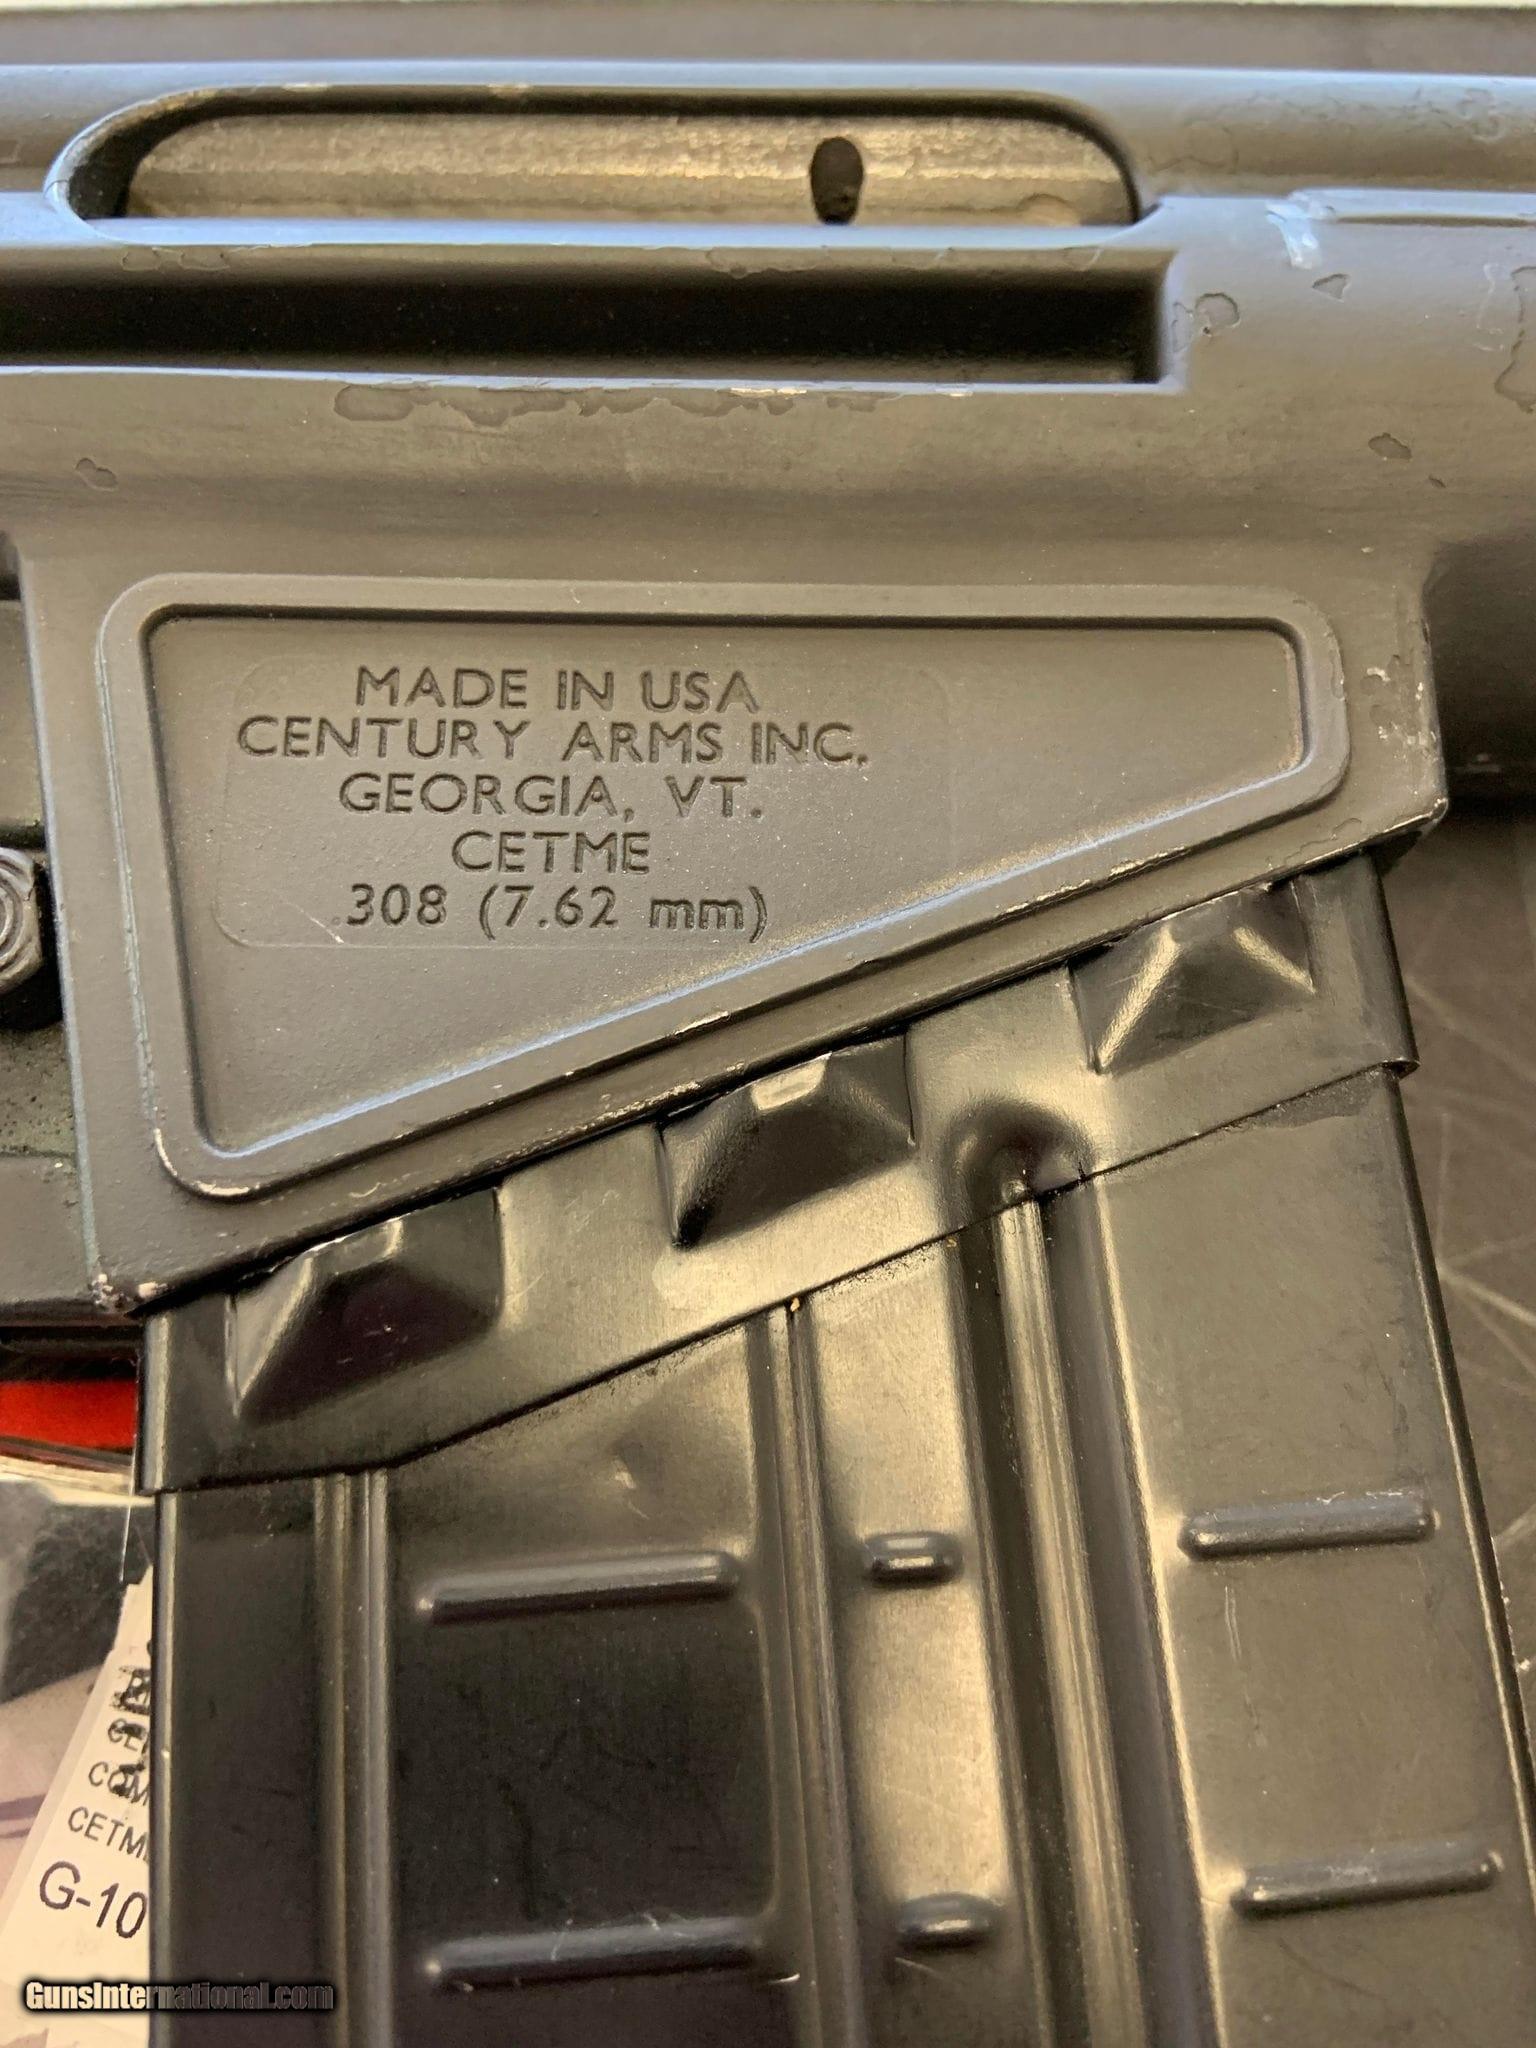 MADE IN USA
CENTURY ARMS INC.
GEORGIA, VT.
CETME
.308 (7.62 mm)
G-10
GunsInternational.com